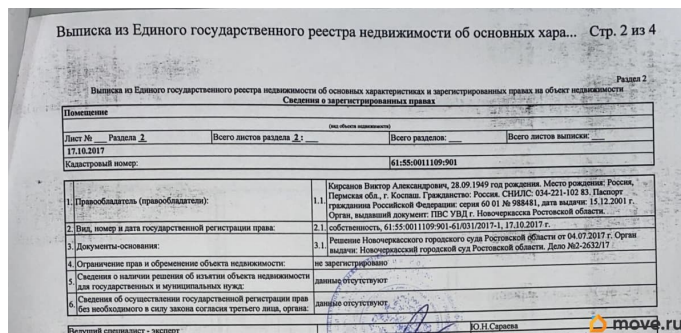 Выписка из Единого государственного реестра недвижимости об основных хара... Стр. 2 из 4
Раздел 2
Выписка из Единого государственного реестра недвижимости об основных характеристиках и зарегистрированных правах на объект недвижимости
Сведения о зарегистрированных правах
Помещение
(вид объекта недвижимости)
Лист № ___ Раздела 2 Всего листов раздела 2 : ___ Всего разделов: ___ Всего листов выписки: ___
17.10.2017
Кадастровый номер: 61:55:0011109:901
1. Правообладатель (правообладатели): 1.1. Кирсанов Виктор Александрович, 28.09.1949 год рождения. Место рождения: Россия,
Пермская обл., г. Коспаш. Гражданство: Россия. СНИЛС: 034-221-102 83. Паспорт
гражданина Российской Федерации: серия 60 01 № 988481, дата выдачи: 15.12.2001 г.
Орган, выдавший документ: ПВС УВД г. Новочеркасска Ростовской области.
2. Вид, номер и дата государственной регистрации права: 2.1. собственность, 61:55:0011109:901-61/031/2017-1, 17.10.2017 г.
3. Документы-основания: 3.1. Решение Новочеркасского городского суда Ростовской области от 04.07.2017 г. Орган
выдачи: Новочеркасский городской суд Ростовской области. Дело №2-2632/17
4. Ограничение прав и обременение объекта недвижимости: не зарегистрировано
5. Сведения о наличии решения об изъятии объекта недвижимости
для государственных и муниципальных нужд: данные отсутствуют
6. Сведения об осуществлении государственной регистрации прав
без необходимого в силу закона согласия третьего лица, органа: данные отсутствуют
Ведущий специалист - эксперт Ю.Н.Сараева
move.ru